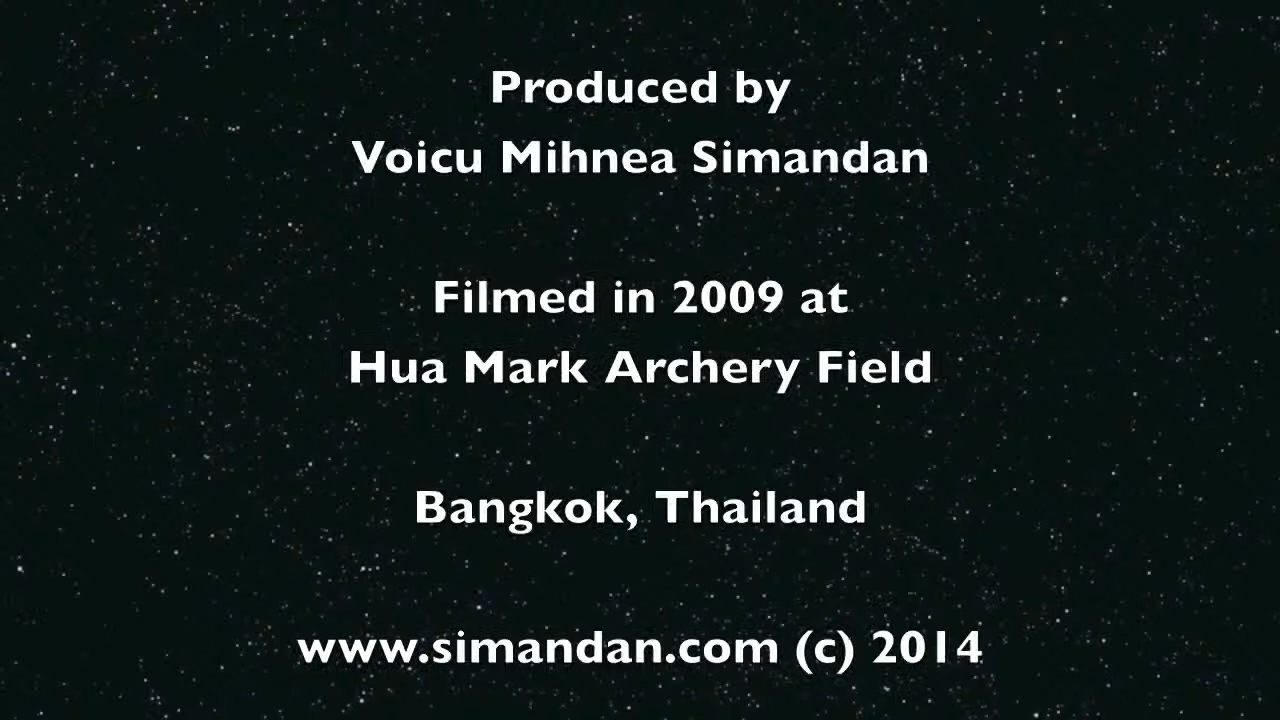 Produced by
Voicu Mihnea Simandan
Filmed in 2009 at
Hua Mark Archery Field
Bangkok, Thailand
www.simandan.com (c) 2014